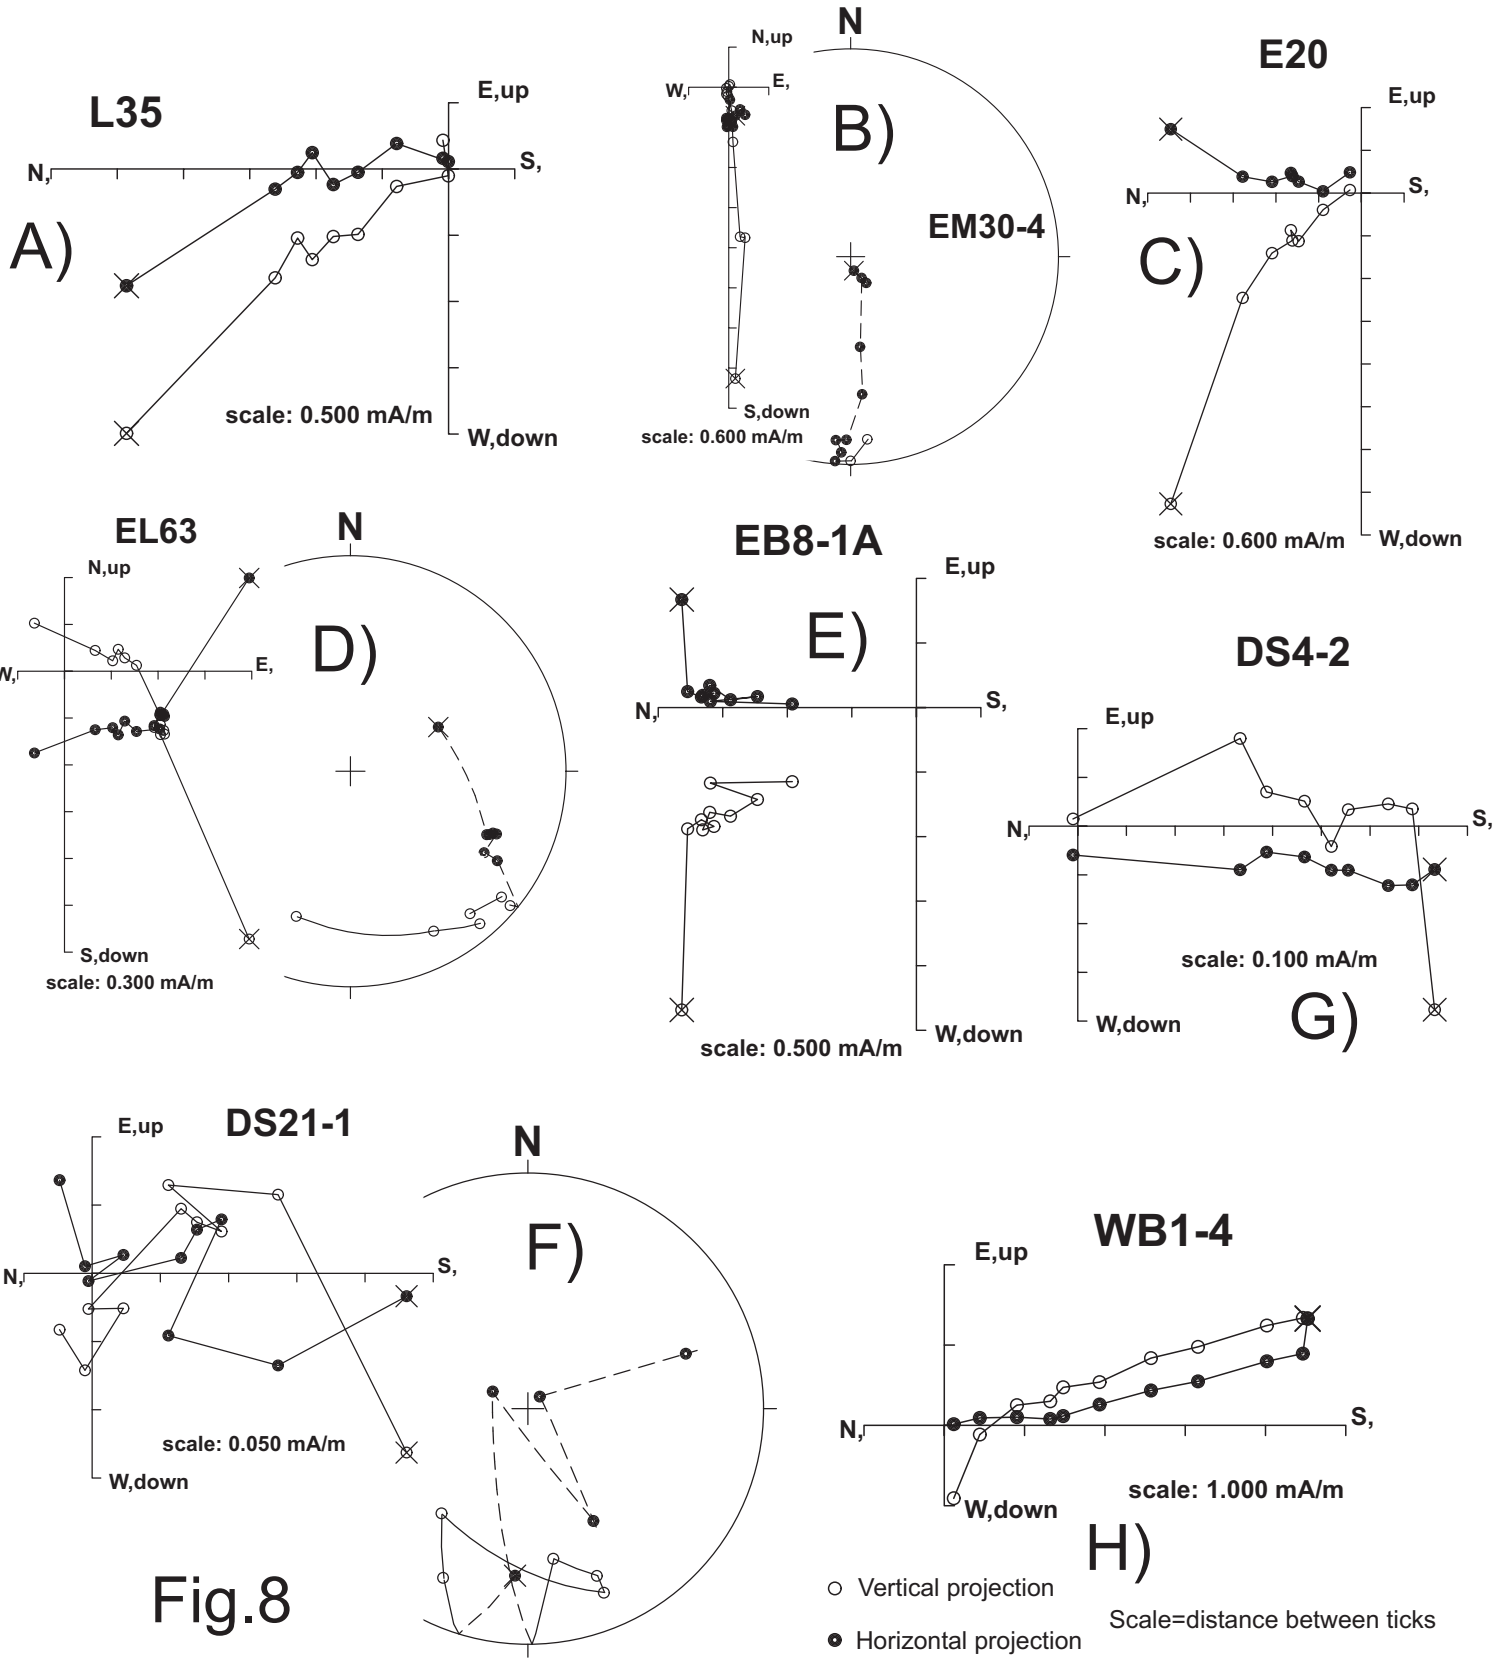 L35
E,up
N,
S,
A)
scale: 0.500 mA/m
W,down
N
N,up
W,
E,
B)
EM30-4
S,down
scale: 0.600 mA/m
E20
E,up
N,
S,
C)
scale: 0.600 mA/m
W,down
EL63
N
N,up
W,
E,
D)
S,down
scale: 0.300 mA/m
EB8-1A
E,up
E)
N,
S,
W,down
scale: 0.500 mA/m
DS4-2
E,up
N,
S,
scale: 0.100 mA/m
W,down
G)
DS21-1
E,up
N
N,
S,
F)
scale: 0.050 mA/m
W,down
WB1-4
E,up
N,
S,
scale: 1.000 mA/m
W,down
H)
Fig.8
Vertical projection
Horizontal projection
Scale=distance between ticks